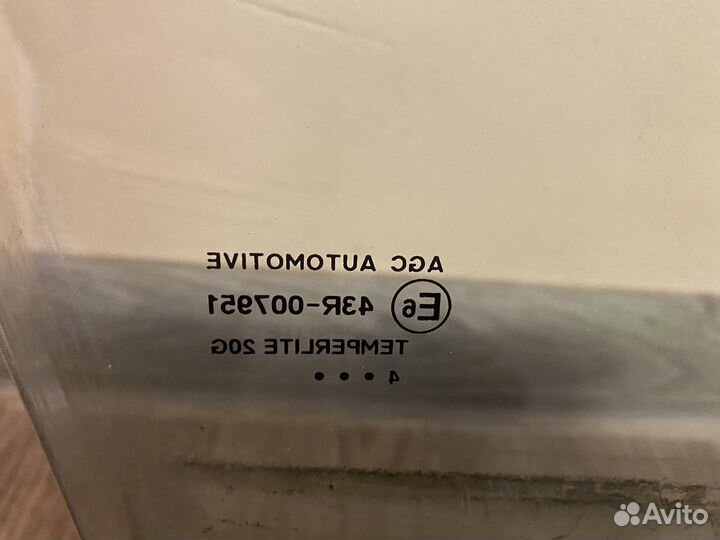 AGC AUTOMOTIVE
E6 43R-007951
TEMPERLITE 20G
4 • • •
Avito